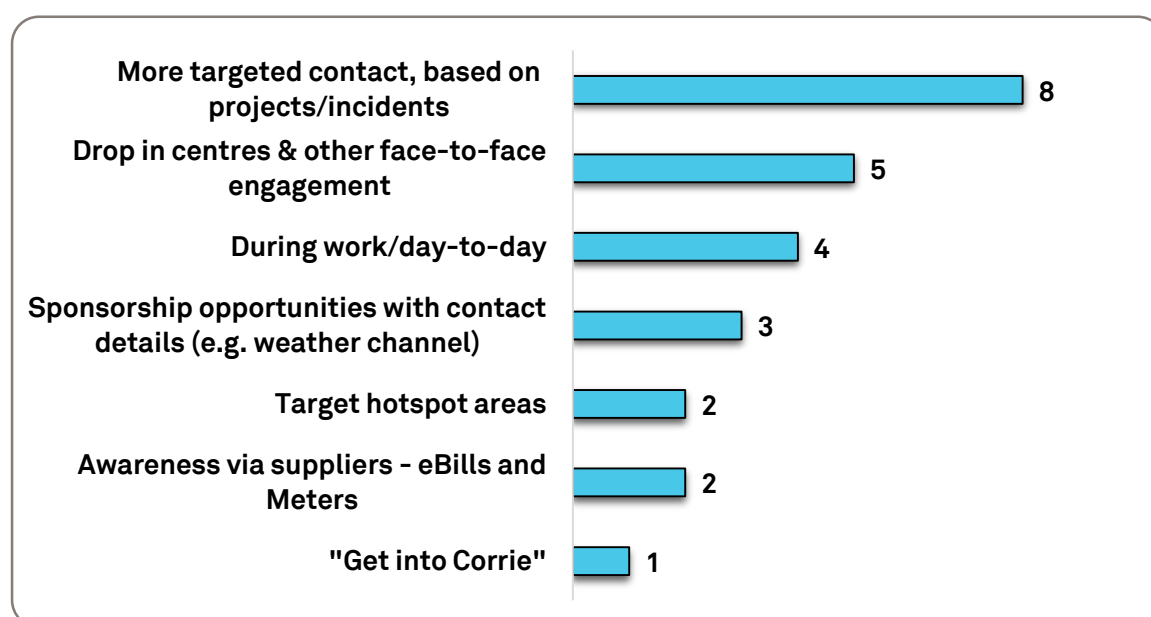 More targeted contact, based on
projects/incidents
8
Drop in centres & other face-to-face
engagement
5
During work/day-to-day
4
Sponsorship opportunities with contact
details (e.g. weather channel)
3
Target hotspot areas
2
Awareness via suppliers - eBills and
Meters
2
"Get into Corrie"
1